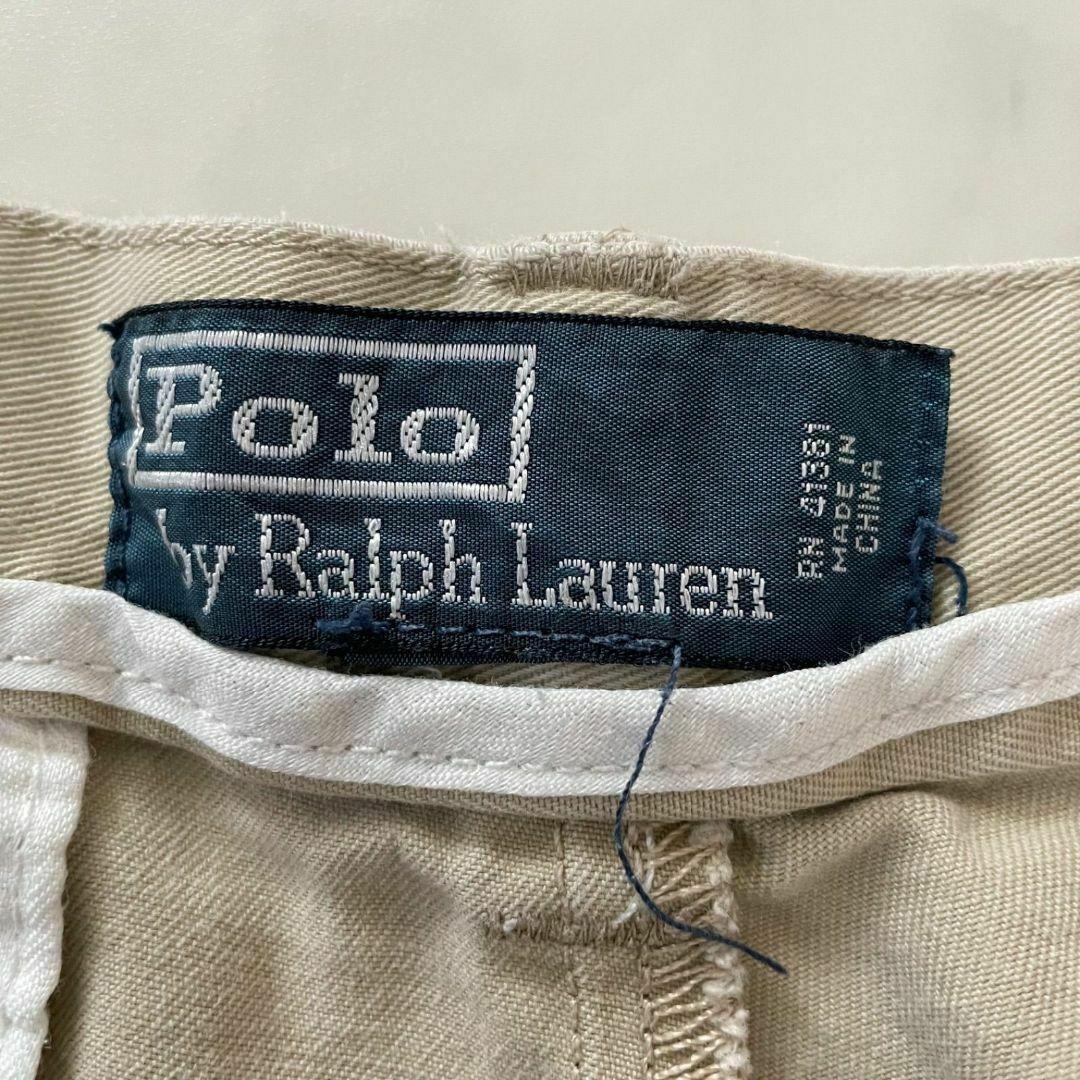 Polo
by Ralph Lauren
RN 41381
MADE IN
CHINA